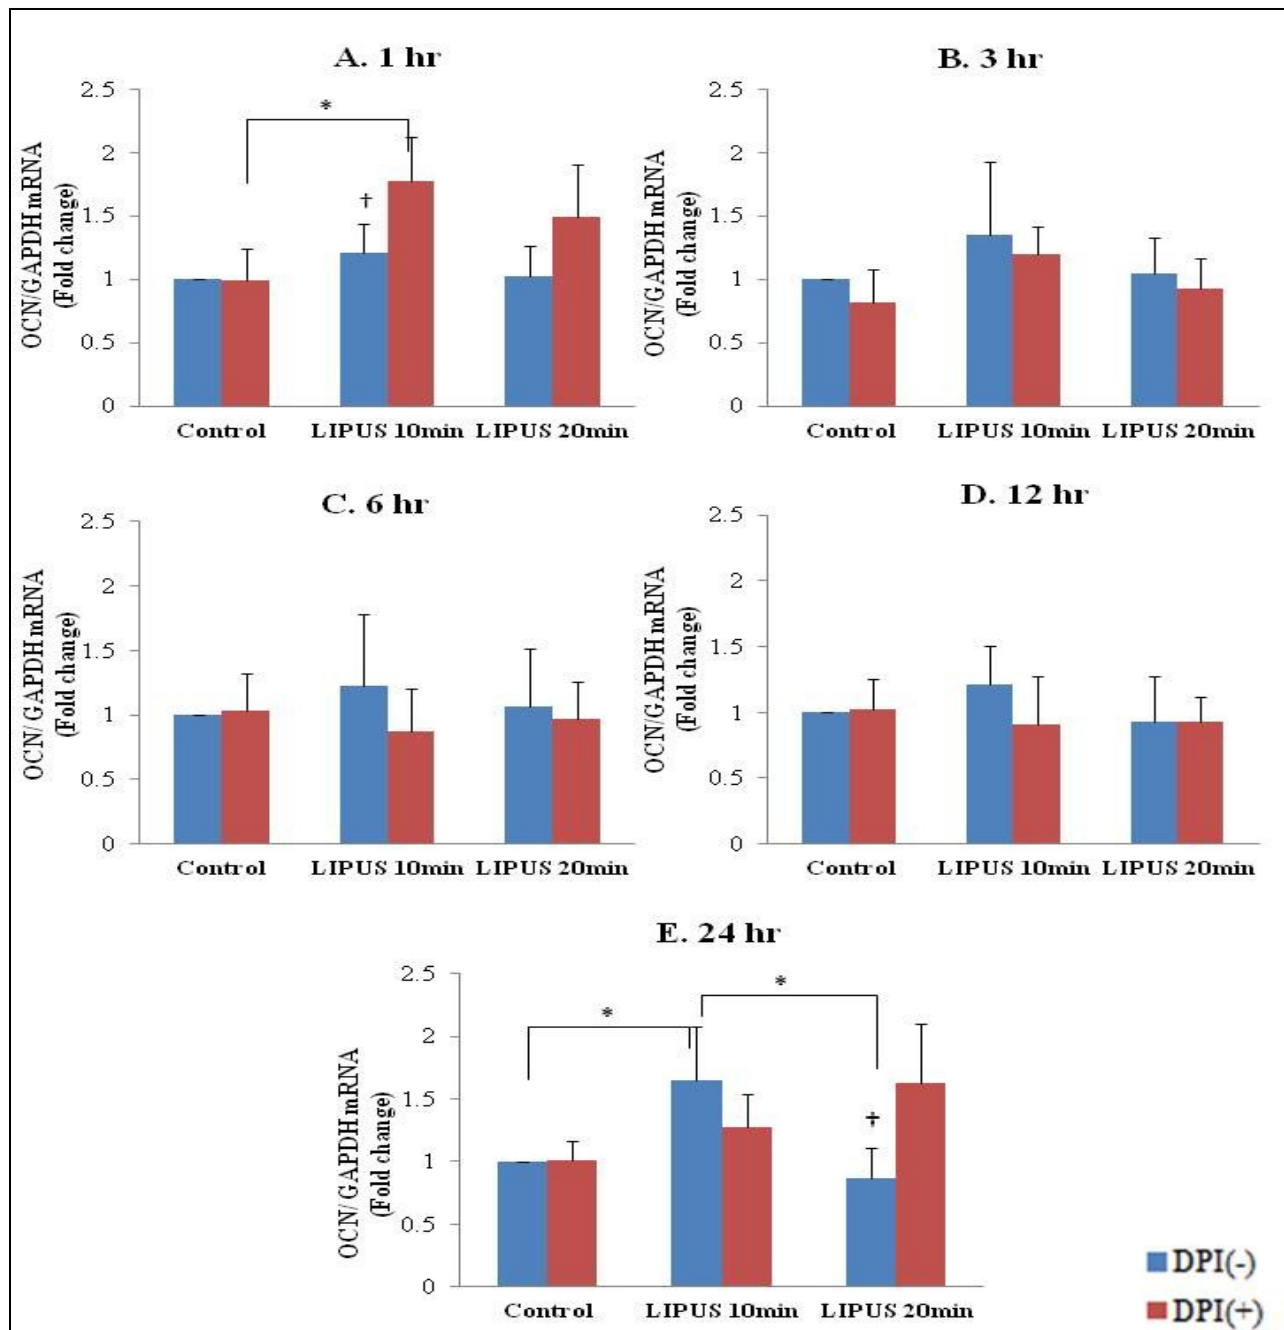 A. 1 hr
OCN/GAPDH mRNA
(Fold change)
2.5
2
1.5
1
0.5
0
*
†
Control
LIPUS 10min
LIPUS 20min
B. 3 hr
OCN/GAPDH mRNA
(Fold change)
2.5
2
1.5
1
0.5
0
Control
LIPUS 10min
LIPUS 20min
C. 6 hr
OCN/ GAPDH mRNA
(Fold change)
2.5
2
1.5
1
0.5
0
Control
LIPUS 10min
LIPUS 20min
D. 12 hr
OCN/GAPDH mRNA
(Fold change)
2.5
2
1.5
1
0.5
0
Control
LIPUS 10min
LIPUS 20min
E. 24 hr
OCN/ GAPDH mRNA
(Fold change)
2.5
2
1.5
1
0.5
0
*
*
†
Control
LIPUS 10min
LIPUS 20min
DPI(-)
DPI(+)